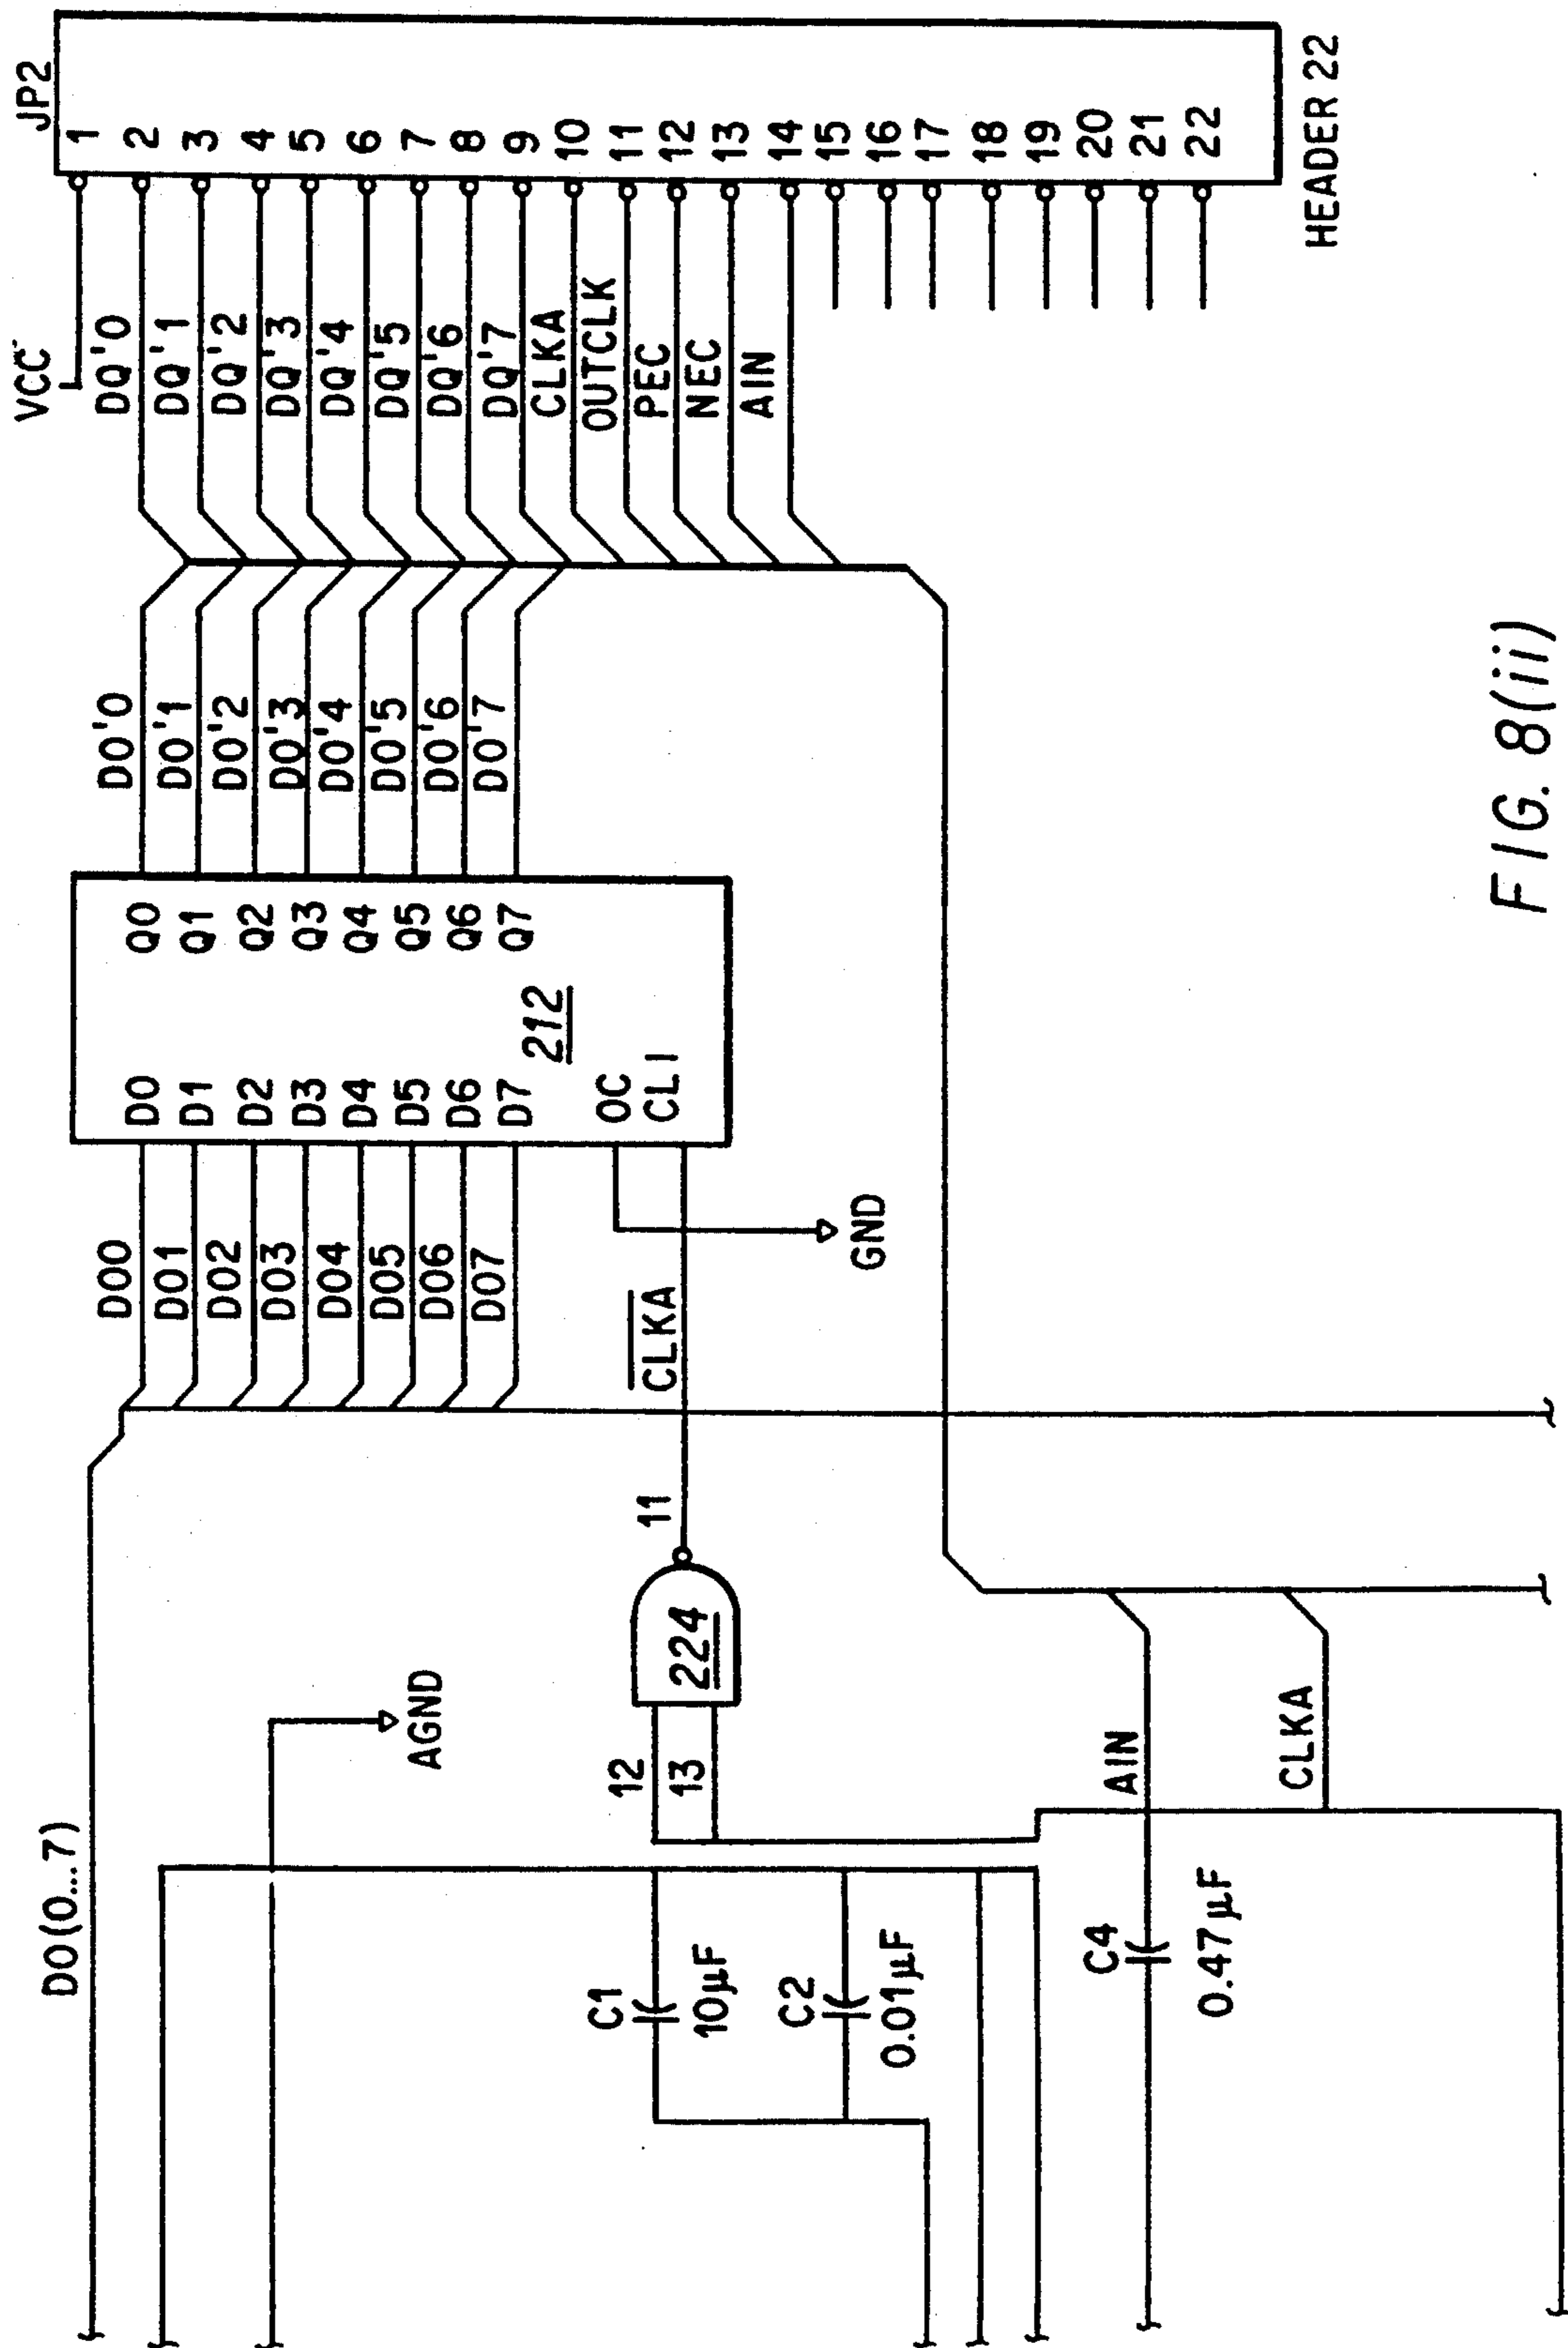 DO(0...7)
AGND
C1
10µF
C2
0.01µF
C4
0.47µF
AIN
CLKA
12
13
224
11
CLKA
GND
DO0
DO1
DO2
DO3
DO4
DO5
DO6
DO7
D0 Q0
D1 Q1
D2 Q2
D3 Q3
D4 Q4
D5 Q5
D6 Q6
D7 Q7
212
OC
CLI
DO'0
DO'1
DO'2
DO'3
DO'4
DO'5
DO'6
DO'7
VCC
DQ'0
DQ'1
DQ'2
DQ'3
DQ'4
DQ'5
DQ'6
DQ'7
CLKA
OUTCLK
PEC
NEC
AIN
JP2
1
2
3
4
5
6
7
8
9
10
11
12
13
14
15
16
17
18
19
20
21
22
HEADER 22
FIG. 8(ii)